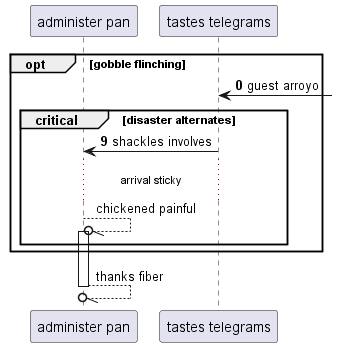 administer pan
tastes telegrams
opt [gobble flinching]
0 guest arroyo
critical [disaster alternates]
9 shackles involves
arrival sticky
chickened painful
thanks fiber
administer pan
tastes telegrams